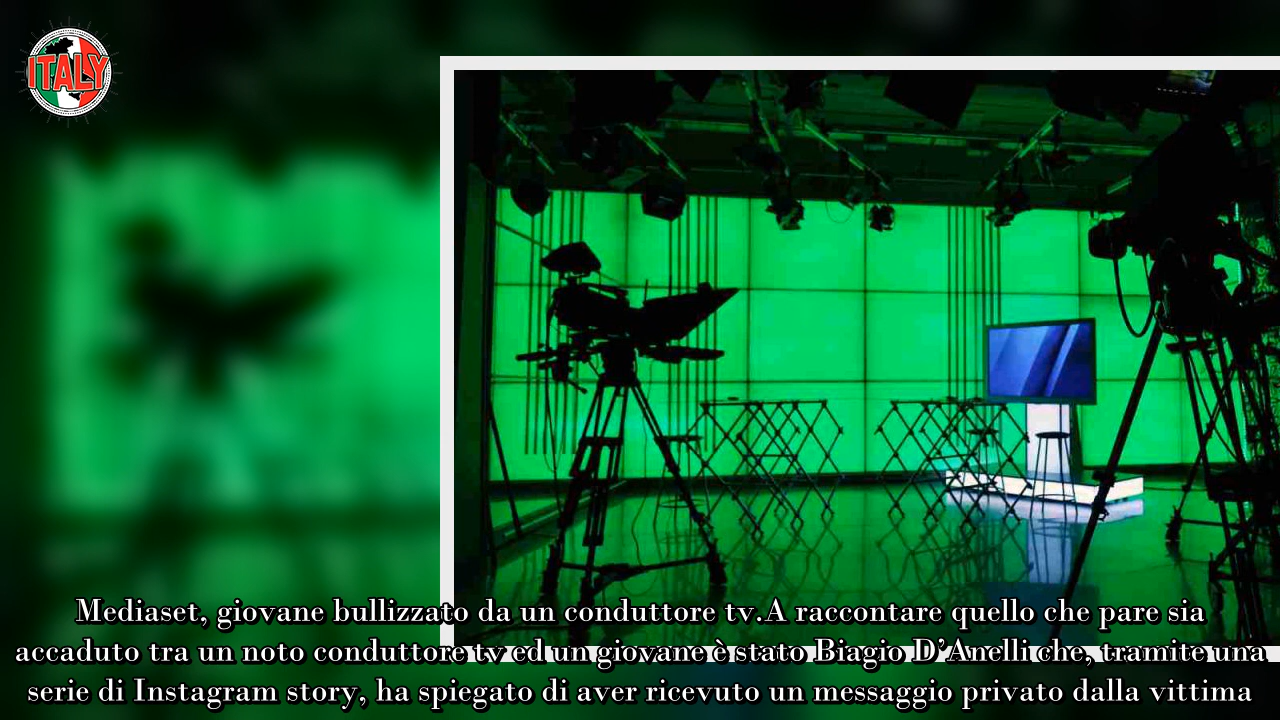 ITALY
Mediaset, giovane bullizzato da un conduttore tv.A raccontare quello che pare sia
accaduto tra un noto conduttore tv ed un giovane è stato Biagio D'Anelli che, tramite una
serie di Instagram story, ha spiegato di aver ricevuto un messaggio privato dalla vittima